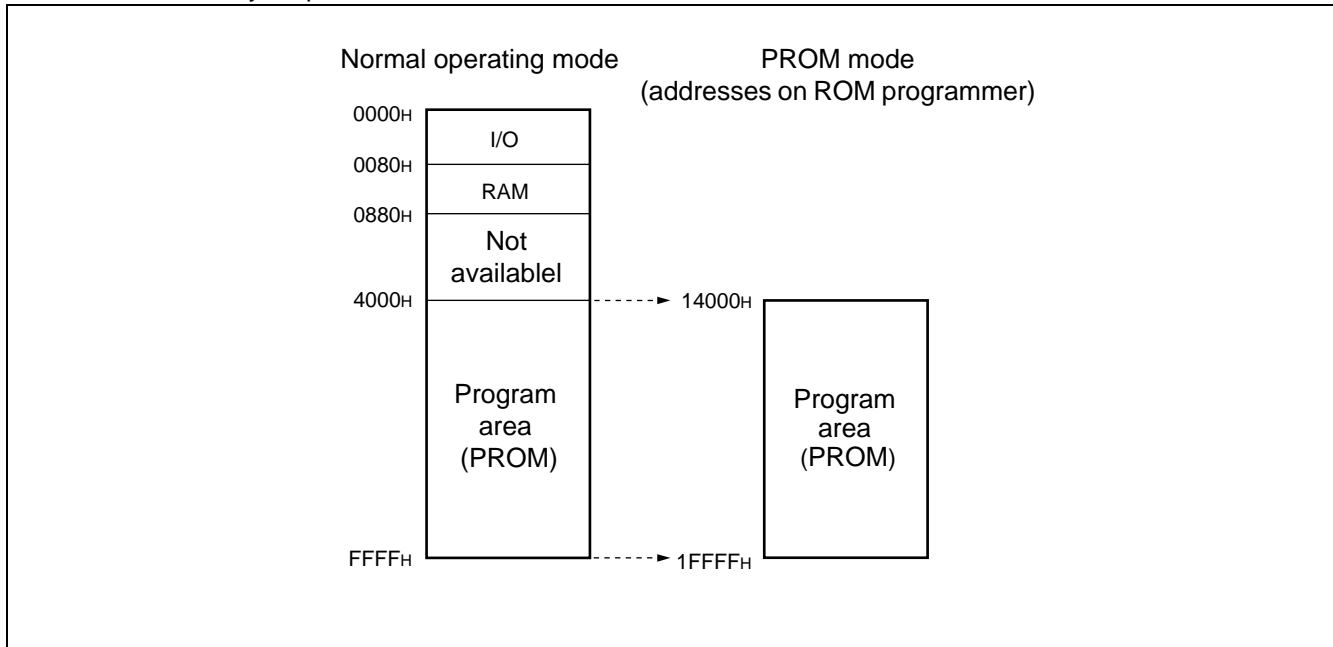 Normal operating mode
PROM mode
(addresses on ROM programmer)
0000H
I/O
0080H
RAM
0880H
Not
availablel
4000H
14000H
Program
area
(PROM)
Program
area
(PROM)
FFFFH
1FFFFH